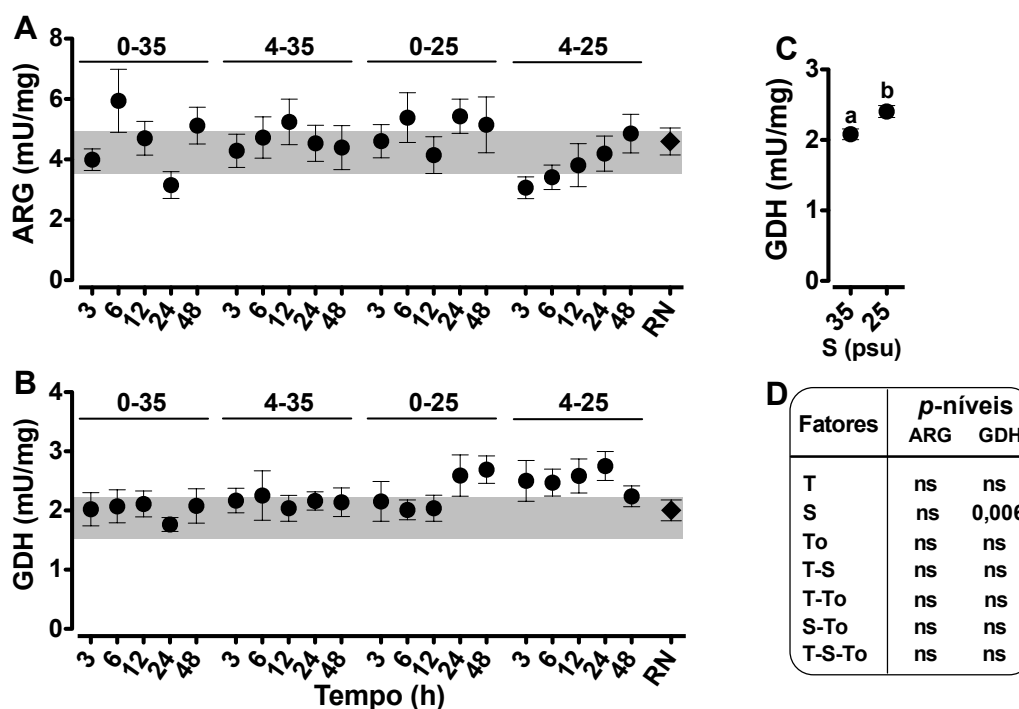 A
ARG (mU/mg)
8
6
4
2
0
0-35 4-35 0-25 4-25
3 6 12 24 48 3 6 12 24 48 3 6 12 24 48 3 6 12 24 48 RN
B
GDH (mU/mg)
4
3
2
1
0
0-35 4-35 0-25 4-25
3 6 12 24 48 3 6 12 24 48 3 6 12 24 48 3 6 12 24 48 RN
Tempo (h)
C
GDH (mU/mg)
3
2
1
0
a b
35 25
S (psu)
D
Fatores p-níveis
ARG GDH
T ns ns
S ns 0,006
To ns ns
T-S ns ns
T-To ns ns
S-To ns ns
T-S-To ns ns